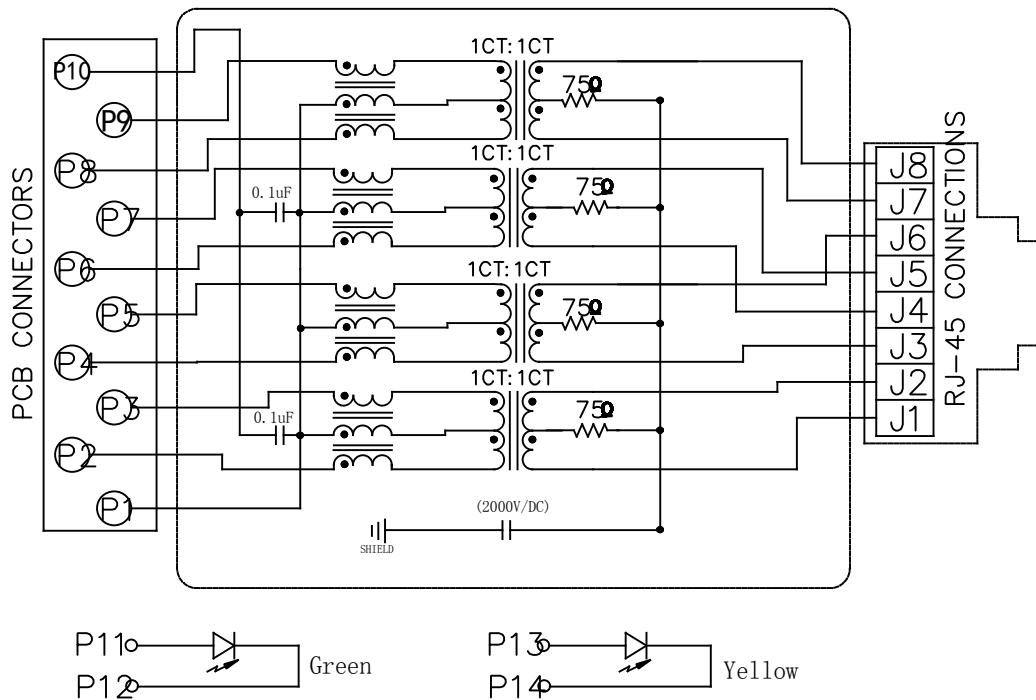 1CT:1CT
P10
75Ω
P9
PCB CONNECTORS
P8
1CT:1CT
J8
RJ-45 CONNECTIONS
0.1uF
75Ω
J7
P7
J6
P6
1CT:1CT
J5
P5
75Ω
J4
P4
J3
1CT:1CT
J2
P3
0.1uF
75Ω
J1
P2
P1
(2000V/DC)
SHIELD
P11
Green
P12
P13
Yellow
P14